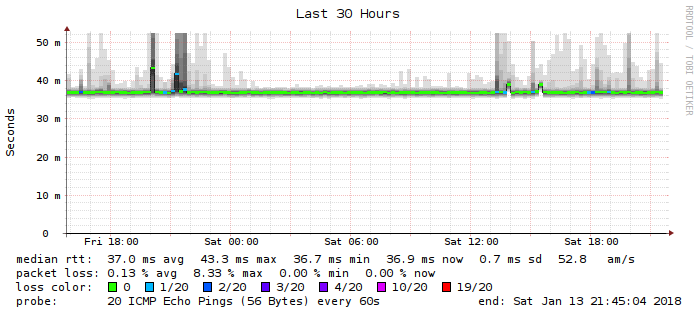 Last 30 Hours
RRDTOOL / TOBI OETIKER
Seconds
50 m
40 m
30 m
20 m
10 m
0
Fri 18:00 Sat 00:00 Sat 06:00 Sat 12:00 Sat 18:00
median rtt: 37.0 ms avg 43.3 ms max 36.7 ms min 36.9 ms now 0.7 ms sd 52.8 am/s
packet loss: 0.13 % avg 8.33 % max 0.00 % min 0.00 % now
loss color: 0 1/20 2/20 3/20 4/20 10/20 19/20
probe: 20 ICMP Echo Pings (56 Bytes) every 60s end: Sat Jan 13 21:45:04 2018